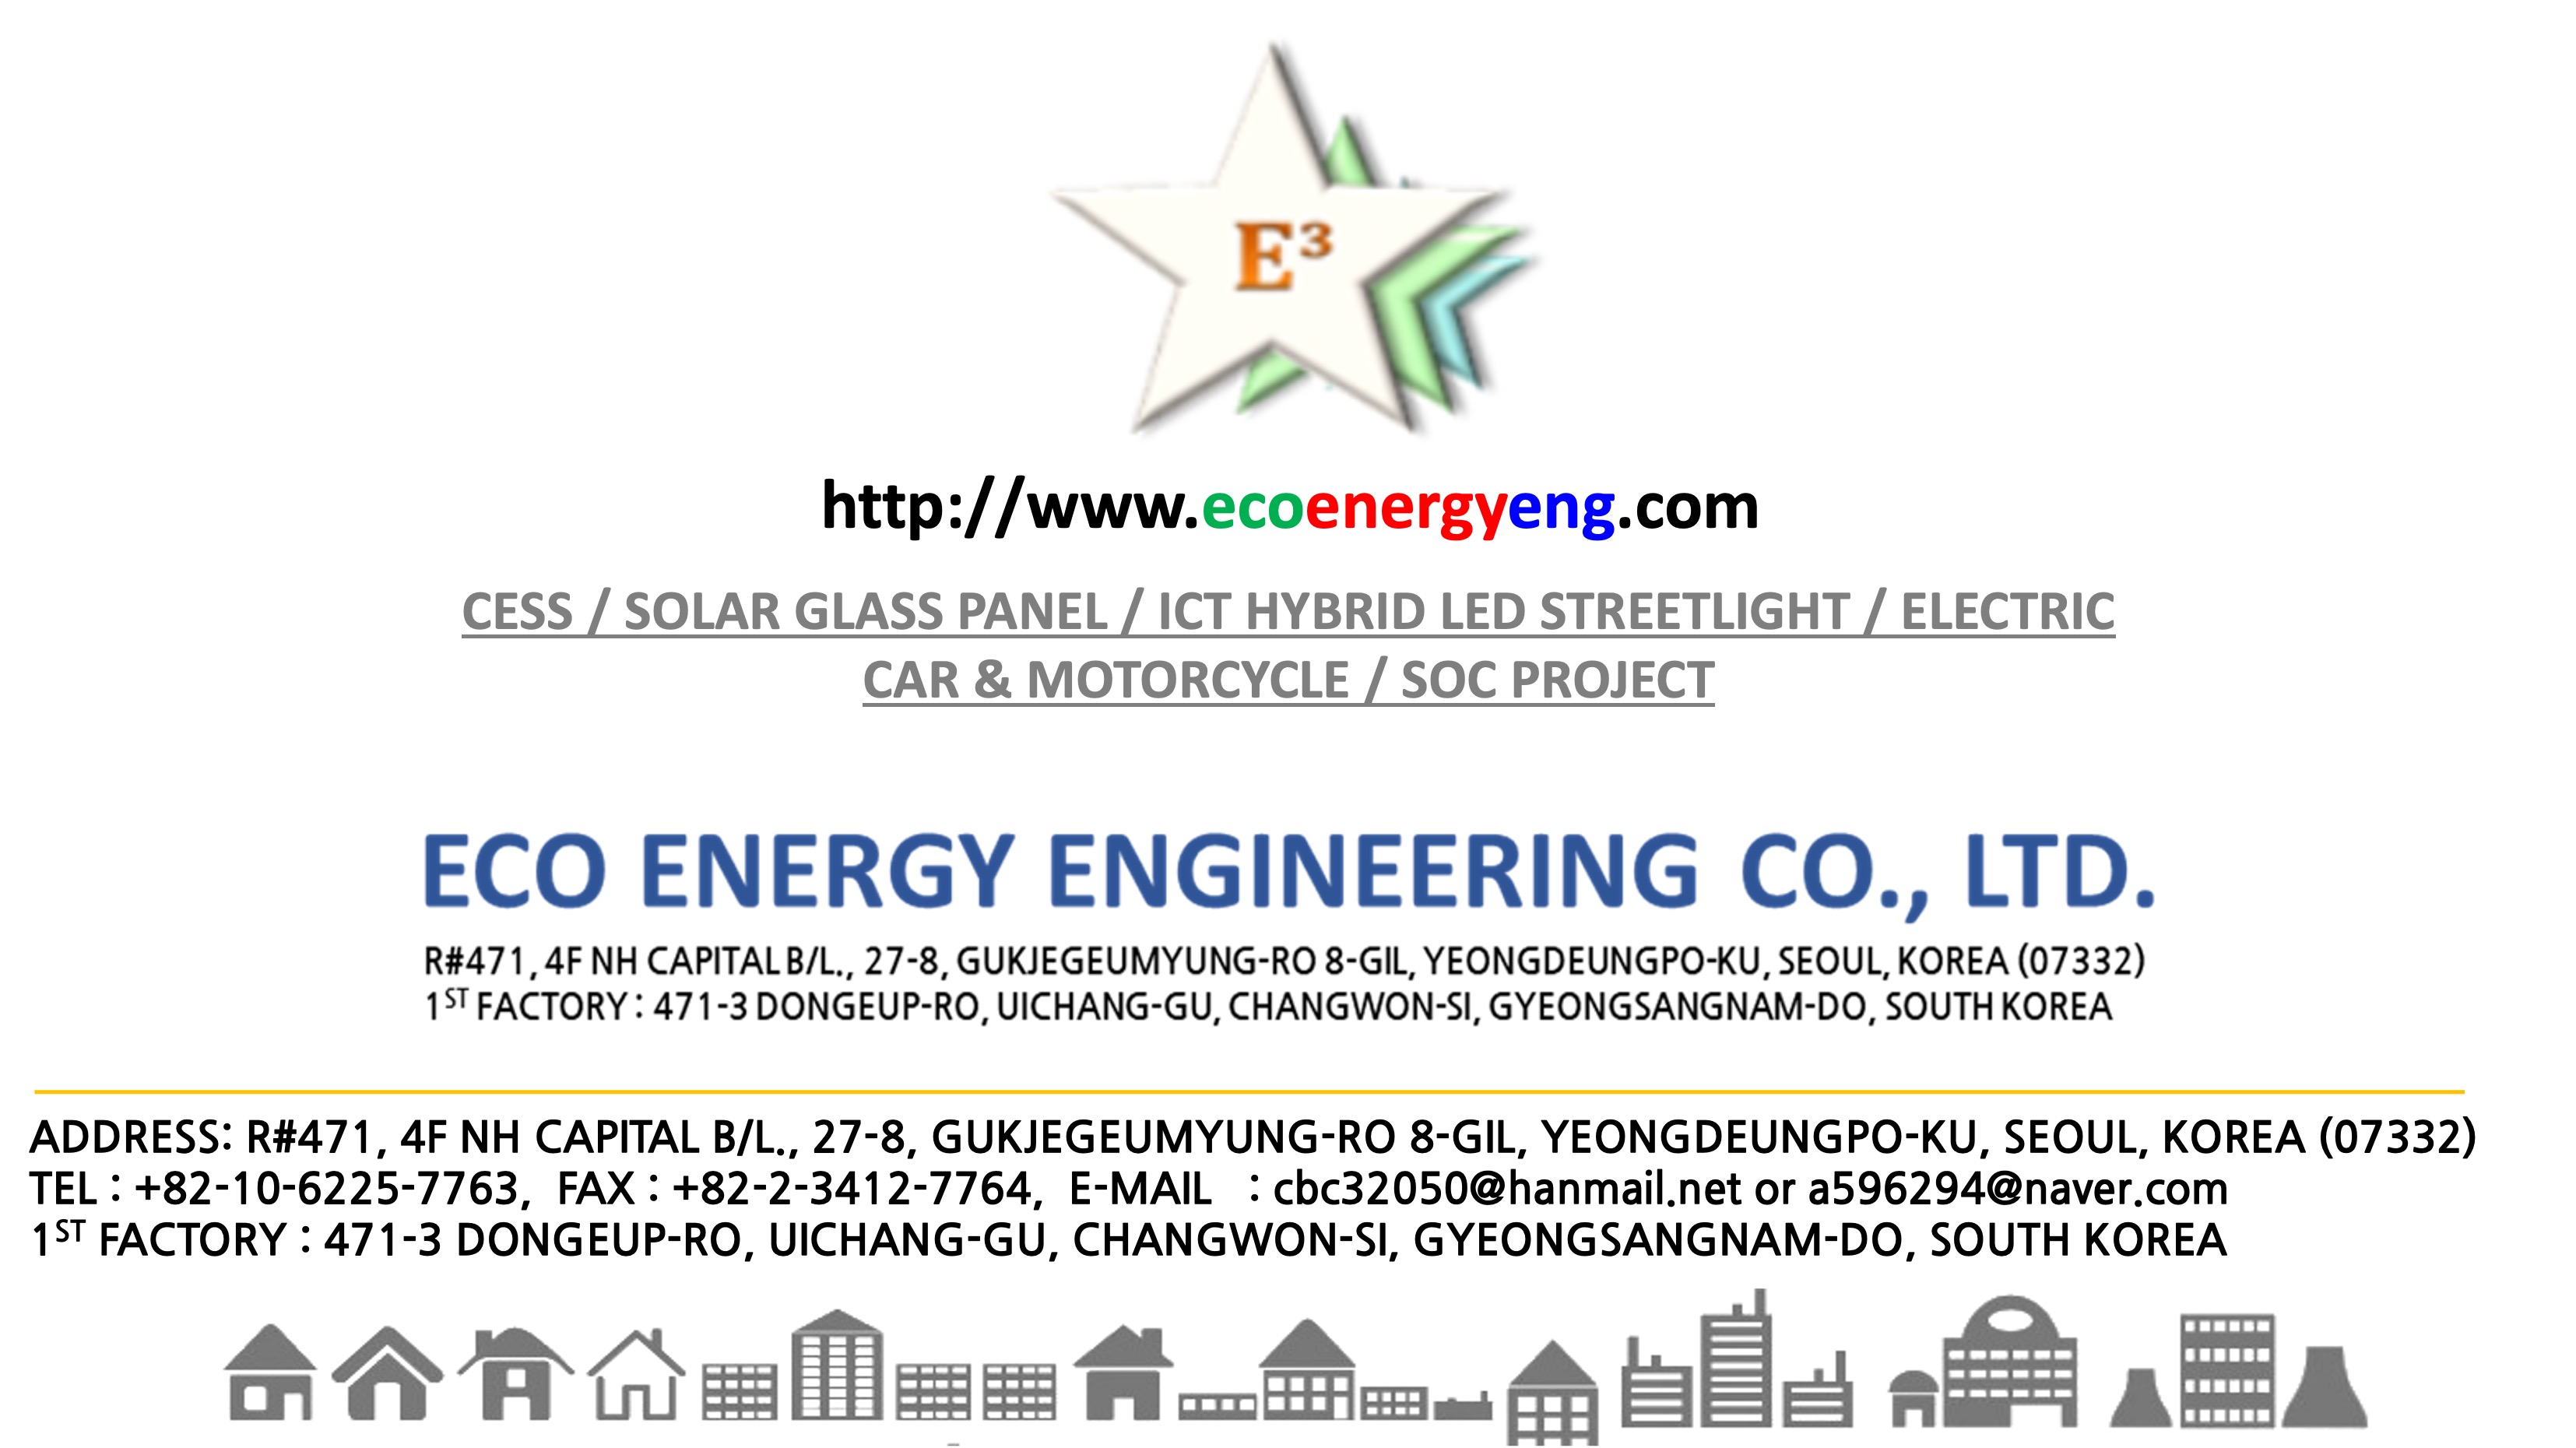 E³
http://www.ecoenergyeng.com
CESS / SOLAR GLASS PANEL / ICT HYBRID LED STREETLIGHT / ELECTRIC
CAR & MOTORCYCLE / SOC PROJECT
ECO ENERGY ENGINEERING CO., LTD.
R#471, 4F NH CAPITAL B/L., 27-8, GUKJEGEUMYUNG-RO 8-GIL, YEONGDEUNGPO-KU, SEOUL, KOREA (07332)
1ST FACTORY : 471-3 DONGEUP-RO, UICHANG-GU, CHANGWON-SI, GYEONGSANGNAM-DO, SOUTH KOREA
ADDRESS: R#471, 4F NH CAPITAL B/L., 27-8, GUKJEGEUMYUNG-RO 8-GIL, YEONGDEUNGPO-KU, SEOUL, KOREA (07332)
TEL : +82-10-6225-7763, FAX : +82-2-3412-7764, E-MAIL : cbc32050@hanmail.net or a596294@naver.com
1ST FACTORY : 471-3 DONGEUP-RO, UICHANG-GU, CHANGWON-SI, GYEONGSANGNAM-DO, SOUTH KOREA